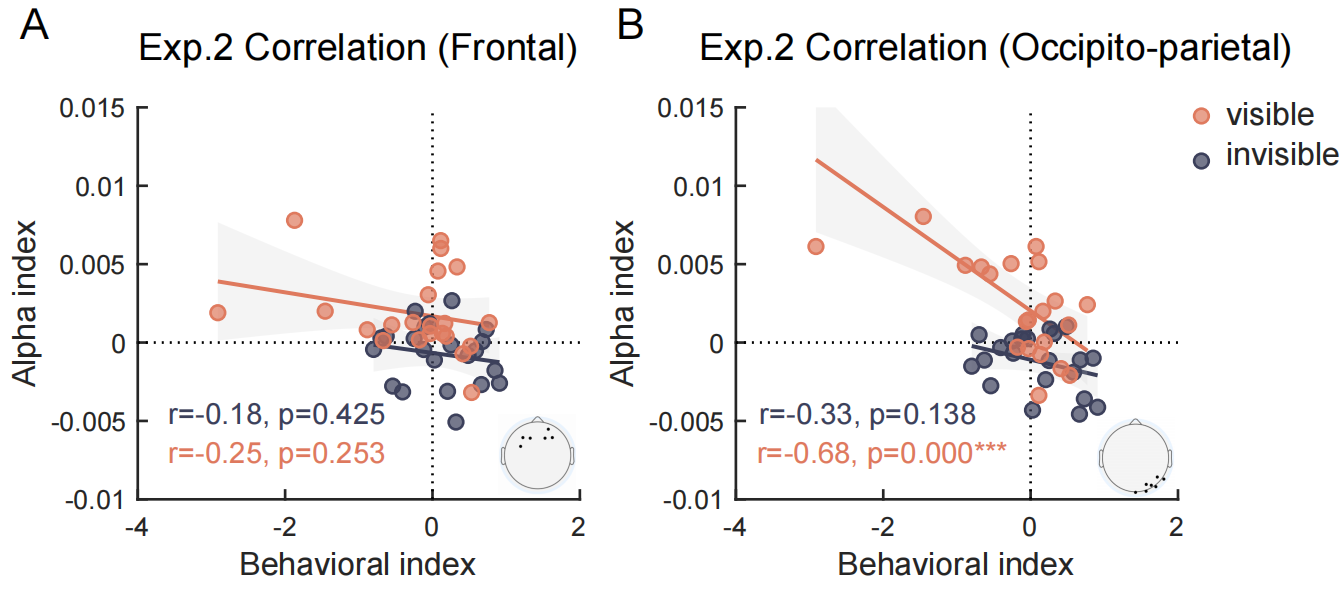 A
Exp.2 Correlation (Frontal)
0.015
0.01
0.005
0
-0.005
-0.01
Alpha index
r=-0.18, p=0.425
r=-0.25, p=0.253
-4
-2
0
2
Behavioral index
B
Exp.2 Correlation (Occipito-parietal)
0.015
0.01
0.005
0
-0.005
-0.01
Alpha index
r=-0.33, p=0.138
r=-0.68, p=0.000***
-4
-2
0
2
Behavioral index
visible
invisible